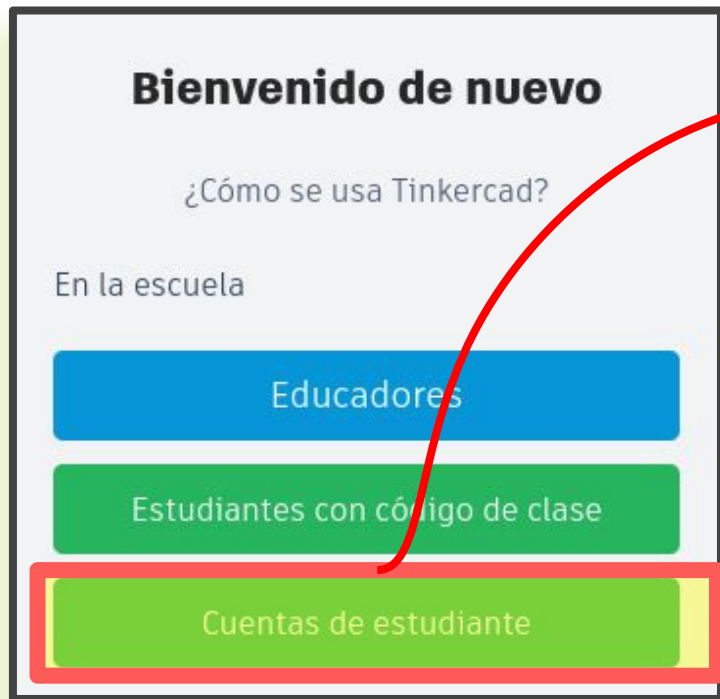 Bienvenido de nuevo
¿Cómo se usa Tinkercad?
En la escuela
Educadores
Estudiantes con código de clase
Cuentas de estudiante